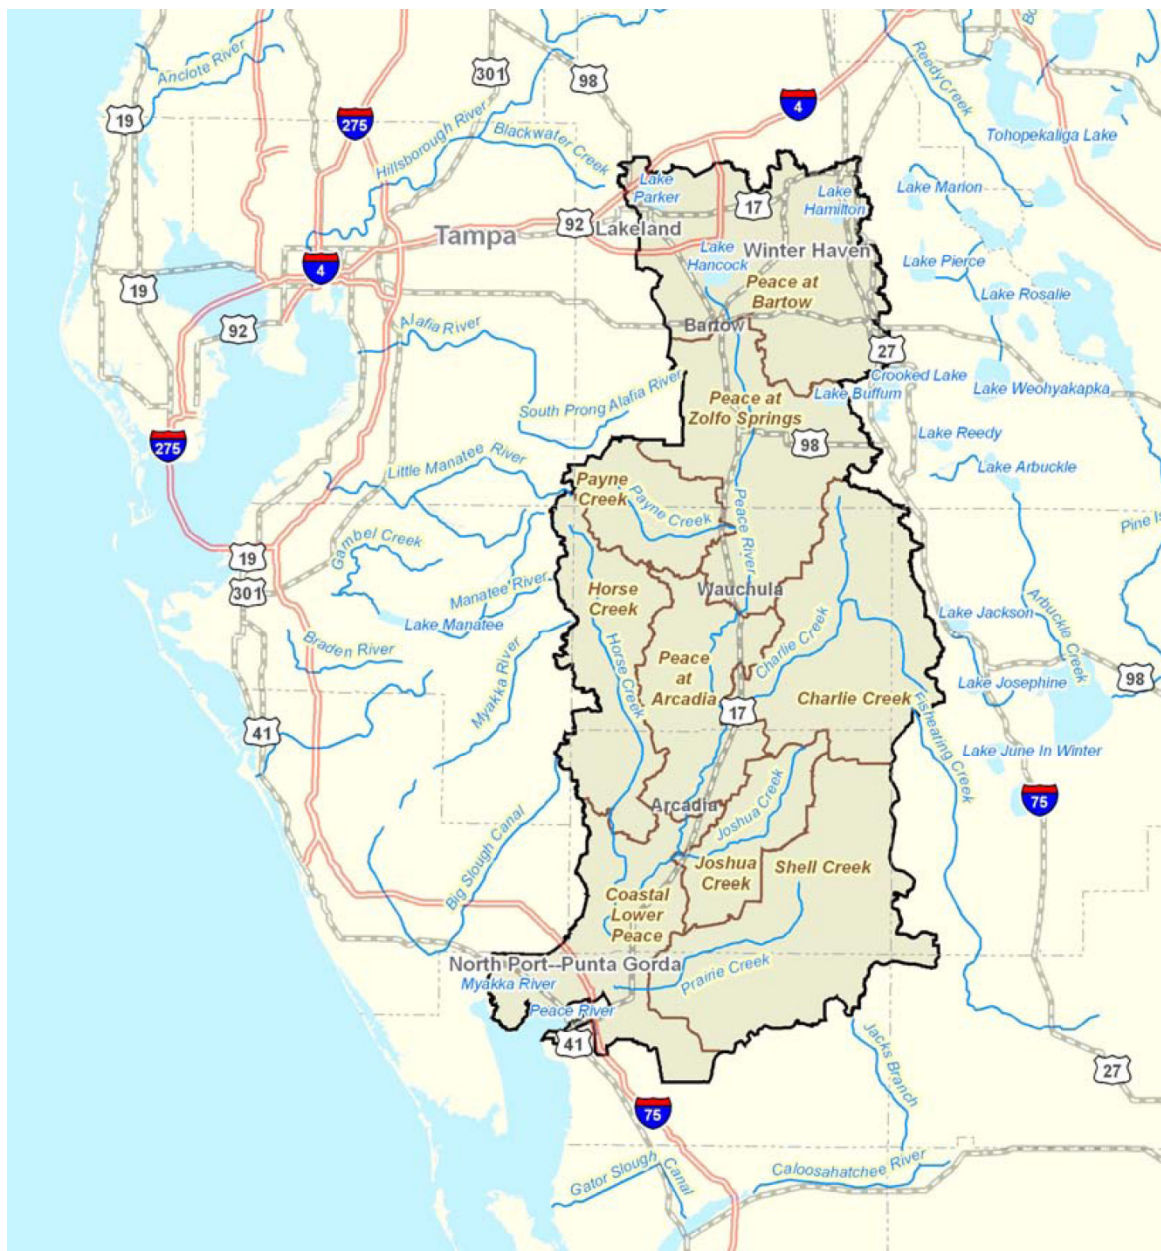 Anclote River
19
301
98
275
4
Reedy Creek
Hillsborough River
Blackwater Creek
Tohopekaliga Lake
Lake
Parker
17
Lake
Hamilton
Lake Marion
Tampa
92
Lakeland
Lake
Hancock
Winter Haven
Lake Pierce
4
19
Peace at
Bartow
Lake Rosalie
92
Alafia River
Bartow
27
Crooked Lake
Lake Weohyakapka
Lake Buffum
South Prong Alafia River
Peace at
Zolfo Springs
275
98
Lake Reedy
Little Manatee River
Lake Arbuckle
Payne
Creek
Payne Creek
Peace River
Pine Is
Gambel Creek
19
301
Manatee River
Horse
Creek
Wauchula
Lake Manatee
Lake Jackson
Arbuckle Creek
Braden River
Myakka River
Horse Creek
Peace
at
Arcadia
Charlie Creek
Charlie Creek
Lake Josephine
98
17
41
Fisheating Creek
Lake June In Winter
75
Arcadia
Joshua Creek
Big Slough Canal
Joshua
Creek
Shell Creek
Coastal
Lower
Peace
North Port--Punta Gorda
Prairie Creek
Myakka River
Peace River
41
Jacks Branch
27
75
Gator Slough Canal
Caloosahatchee River